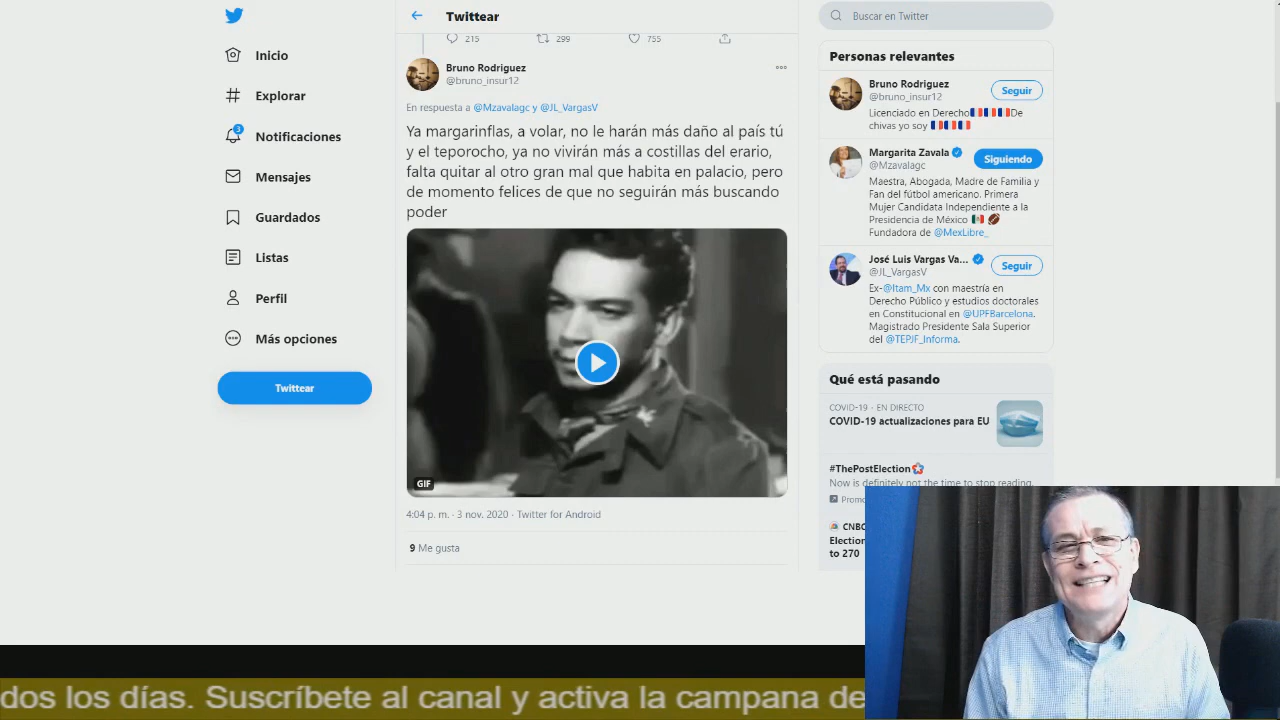 Inicio
Explorar
3
Notificaciones
Mensajes
Guardados
Listas
Perfil
Más opciones
Twittear
Twittear
215 299 755
Bruno Rodriguez
@bruno_insur12
En respuesta a @Mzavalagc y @JL_VargasV
Ya margarinflas, a volar, no le harán más daño al país tú
y el teporocho, ya no vivirán más a costillas del erario,
falta quitar al otro gran mal que habita en palacio, pero
de momento felices de que no seguirán más buscando
poder
GIF
4:04 p. m. · 3 nov. 2020 · Twitter for Android
9 Me gusta
Buscar en Twitter
Personas relevantes
Bruno Rodriguez
@bruno_insur12
Seguir
Licenciado en Derecho🇫🇷🇫🇷🇫🇷De
chivas yo soy 🇫🇷🇫🇷🇫🇷
Margarita Zavala
@Mzavalagc
Siguiendo
Maestra, Abogada, Madre de Familia y
Fan del fútbol americano. Primera
Mujer Candidata Independiente a la
Presidencia de México 🇲🇽 🏈
Fundadora de @MexLibre_
José Luis Vargas Va...
@JL_VargasV
Seguir
Ex-@Itam_Mx con maestría en
Derecho Público y estudios doctorales
en Constitucional en @UPFBarcelona.
Magistrado Presidente Sala Superior
del @TEPJF_Informa.
Qué está pasando
COVID-19 · EN DIRECTO
COVID-19 actualizaciones para EU
#ThePostElection
Now is definitely not the time to stop reading.
Promo
CNBC
Election
to 270
dos los días. Suscríbete al canal y activa la campana de